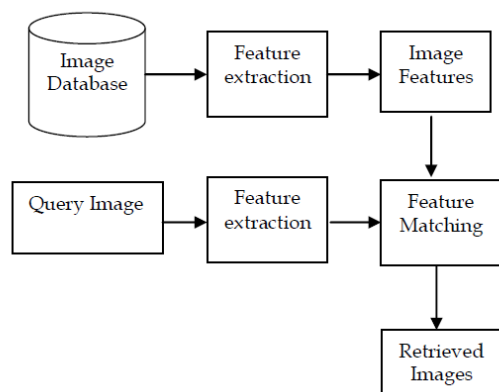 Image
Database
Feature
extraction
Image
Features
Query Image
Feature
extraction
Feature
Matching
Retrieved
Images